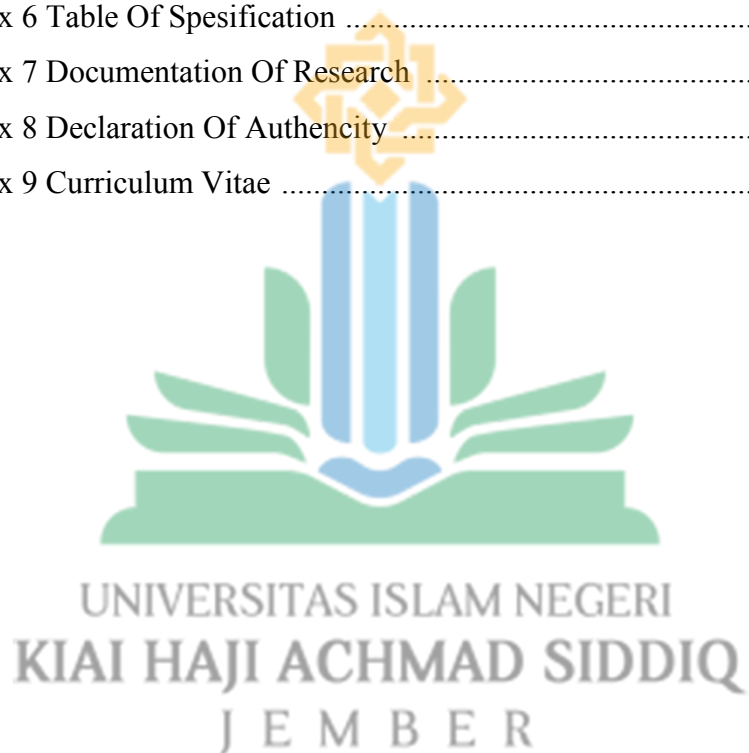 x 6 Table Of Spesification ................................................................
x 7 Documentation Of Research ................................................................
x 8 Declaration Of Authencity ................................................................
x 9 Curriculum Vitae ................................................................
UNIVERSITAS ISLAM NEGERI
KIAI HAJI ACHMAD SIDDIQ
J E M B E R